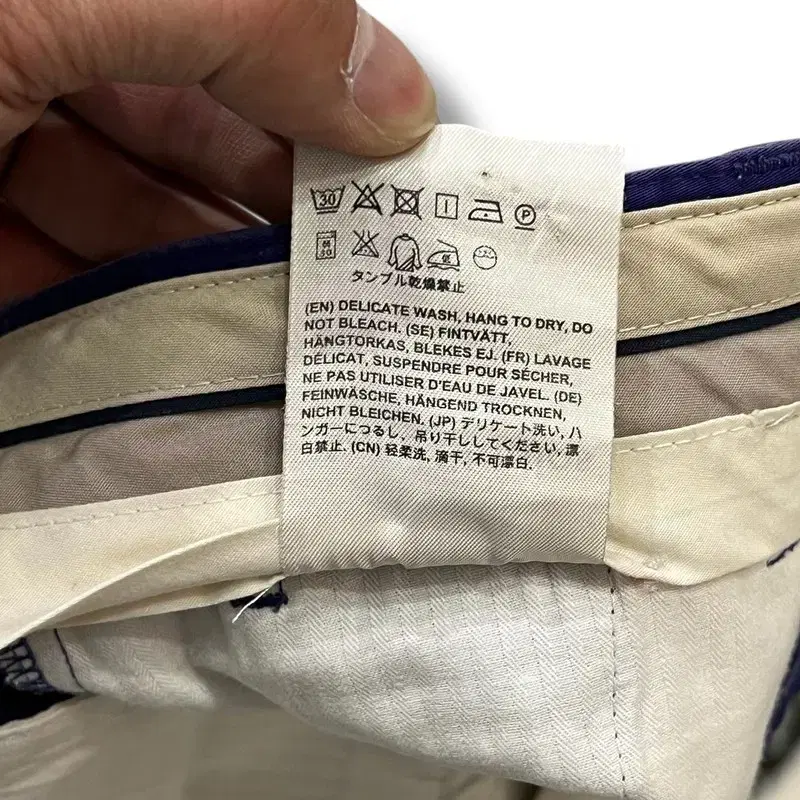 30 P
タンブル乾燥禁止
(EN) DELICATE WASH, HANG TO DRY, DO
NOT BLEACH. (SE) FINTVÄTT,
HÄNGTORKAS, BLEKES EJ. (FR) LAVAGE
DÉLICAT, SUSPENDRE POUR SÉCHER,
NE PAS UTILISER D'EAU DE JAVEL. (DE)
FEINWÄSCHE, HÄNGEND TROCKNEN,
NICHT BLEICHEN. (JP) デリケート洗い, ハ
ンガーにつるし, 吊り干ししてください, 漂
白禁止. (CN) 轻柔洗, 滴干, 不可漂白.